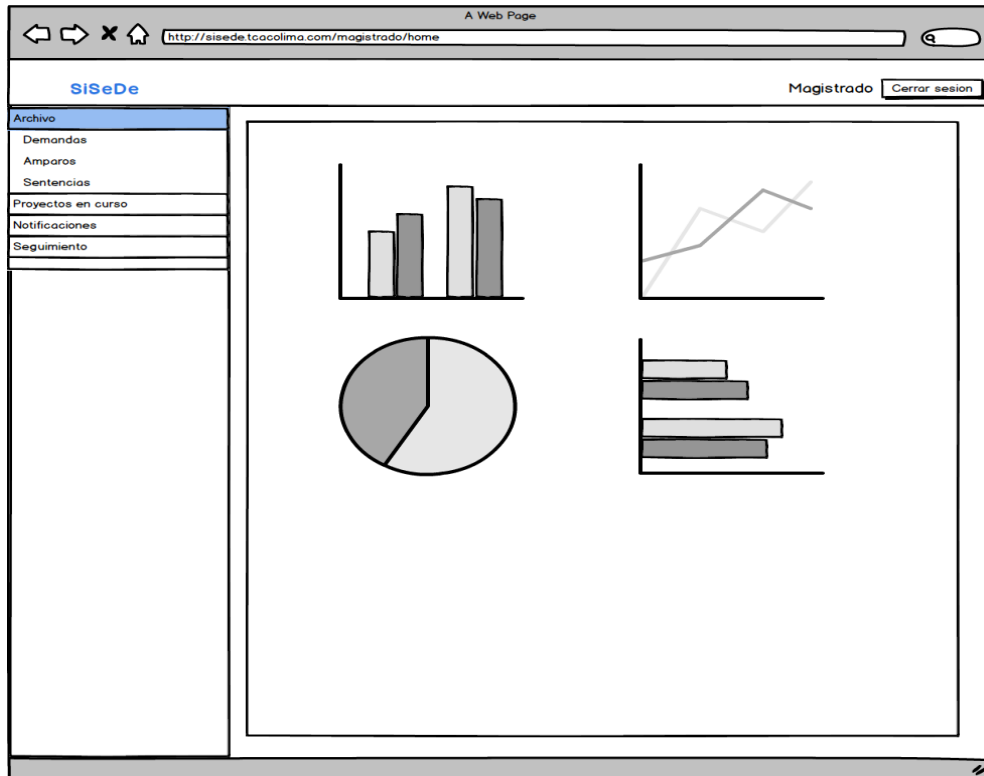 A Web Page
http://sisede.tcacolima.com/magistrado/home
SiSeDe
Magistrado
Cerrar sesion
Archivo
Demandas
Amparos
Sentencias
Proyectos en curso
Notificaciones
Seguimiento